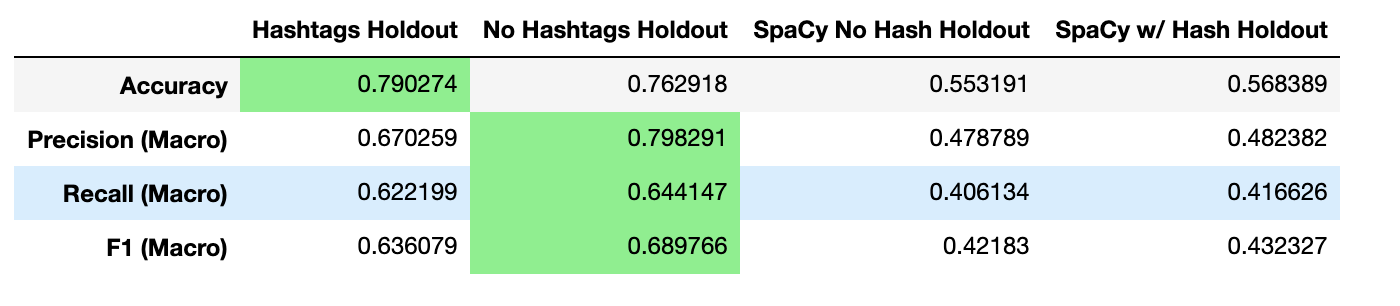 Hashtags Holdout No Hashtags Holdout SpaCy No Hash Holdout SpaCy w/ Hash Holdout
Accuracy 0.790274 0.762918 0.553191 0.568389
Precision (Macro) 0.670259 0.798291 0.478789 0.482382
Recall (Macro) 0.622199 0.644147 0.406134 0.416626
F1 (Macro) 0.636079 0.689766 0.42183 0.432327